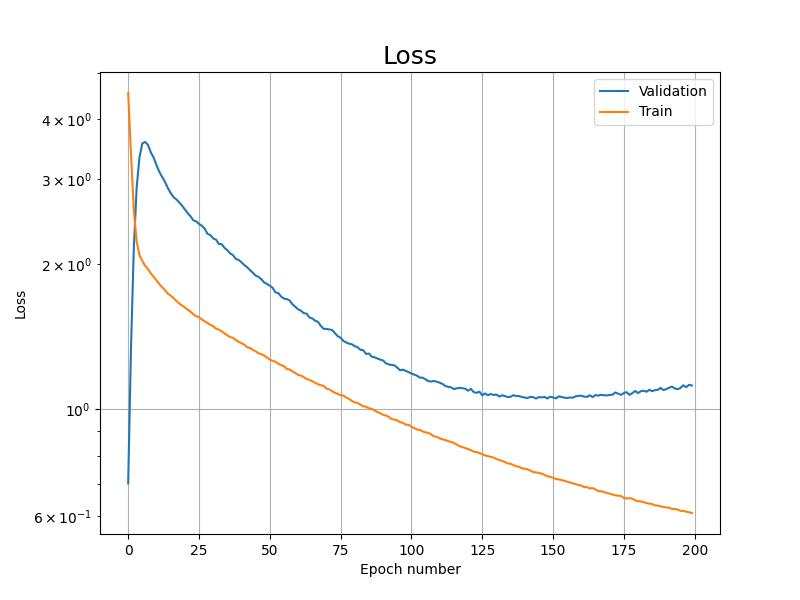 Loss
Validation
Train
4 × 10⁰
3 × 10⁰
2 × 10⁰
10⁰
6 × 10⁻¹
Loss
0 25 50 75 100 125 150 175 200
Epoch number